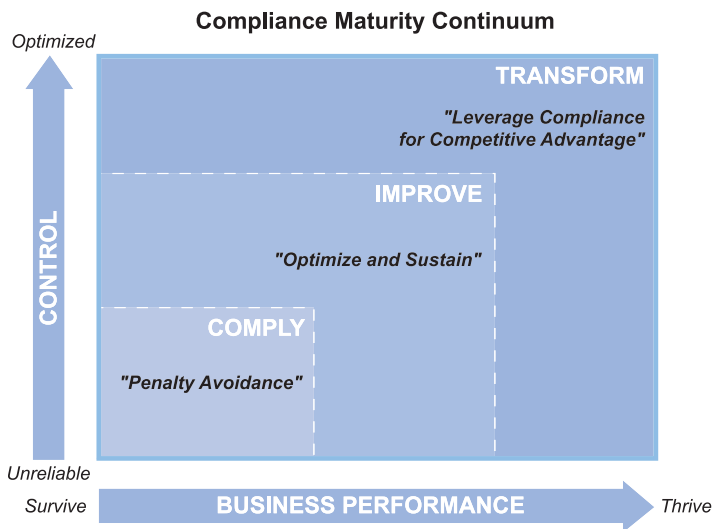 Compliance Maturity Continuum
Optimized
TRANSFORM
"Leverage Compliance
for Competitive Advantage"
IMPROVE
"Optimize and Sustain"
CONTROL
COMPLY
"Penalty Avoidance"
Unreliable
Survive
BUSINESS PERFORMANCE
Thrive